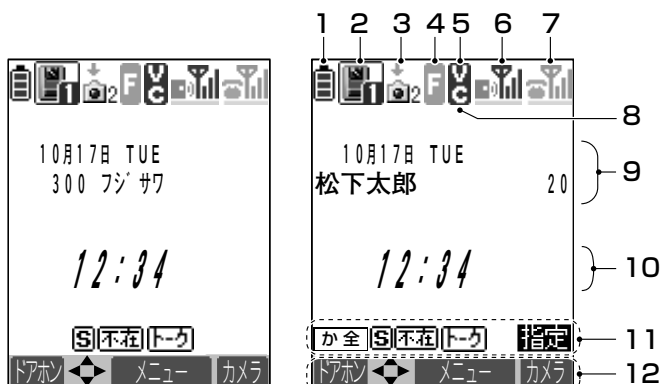 1 2 3 4 5 6 7
1 2 F V C
10月17日 TUE
300 フジサワ
12:34
S 不在 トーク
ドアホン メニュー カメラ
1 2 F V C
8
10月17日 TUE
松下太郎 20
9
12:34
10
か全 S 不在 トーク 指定
11
ドアホン メニュー カメラ
12